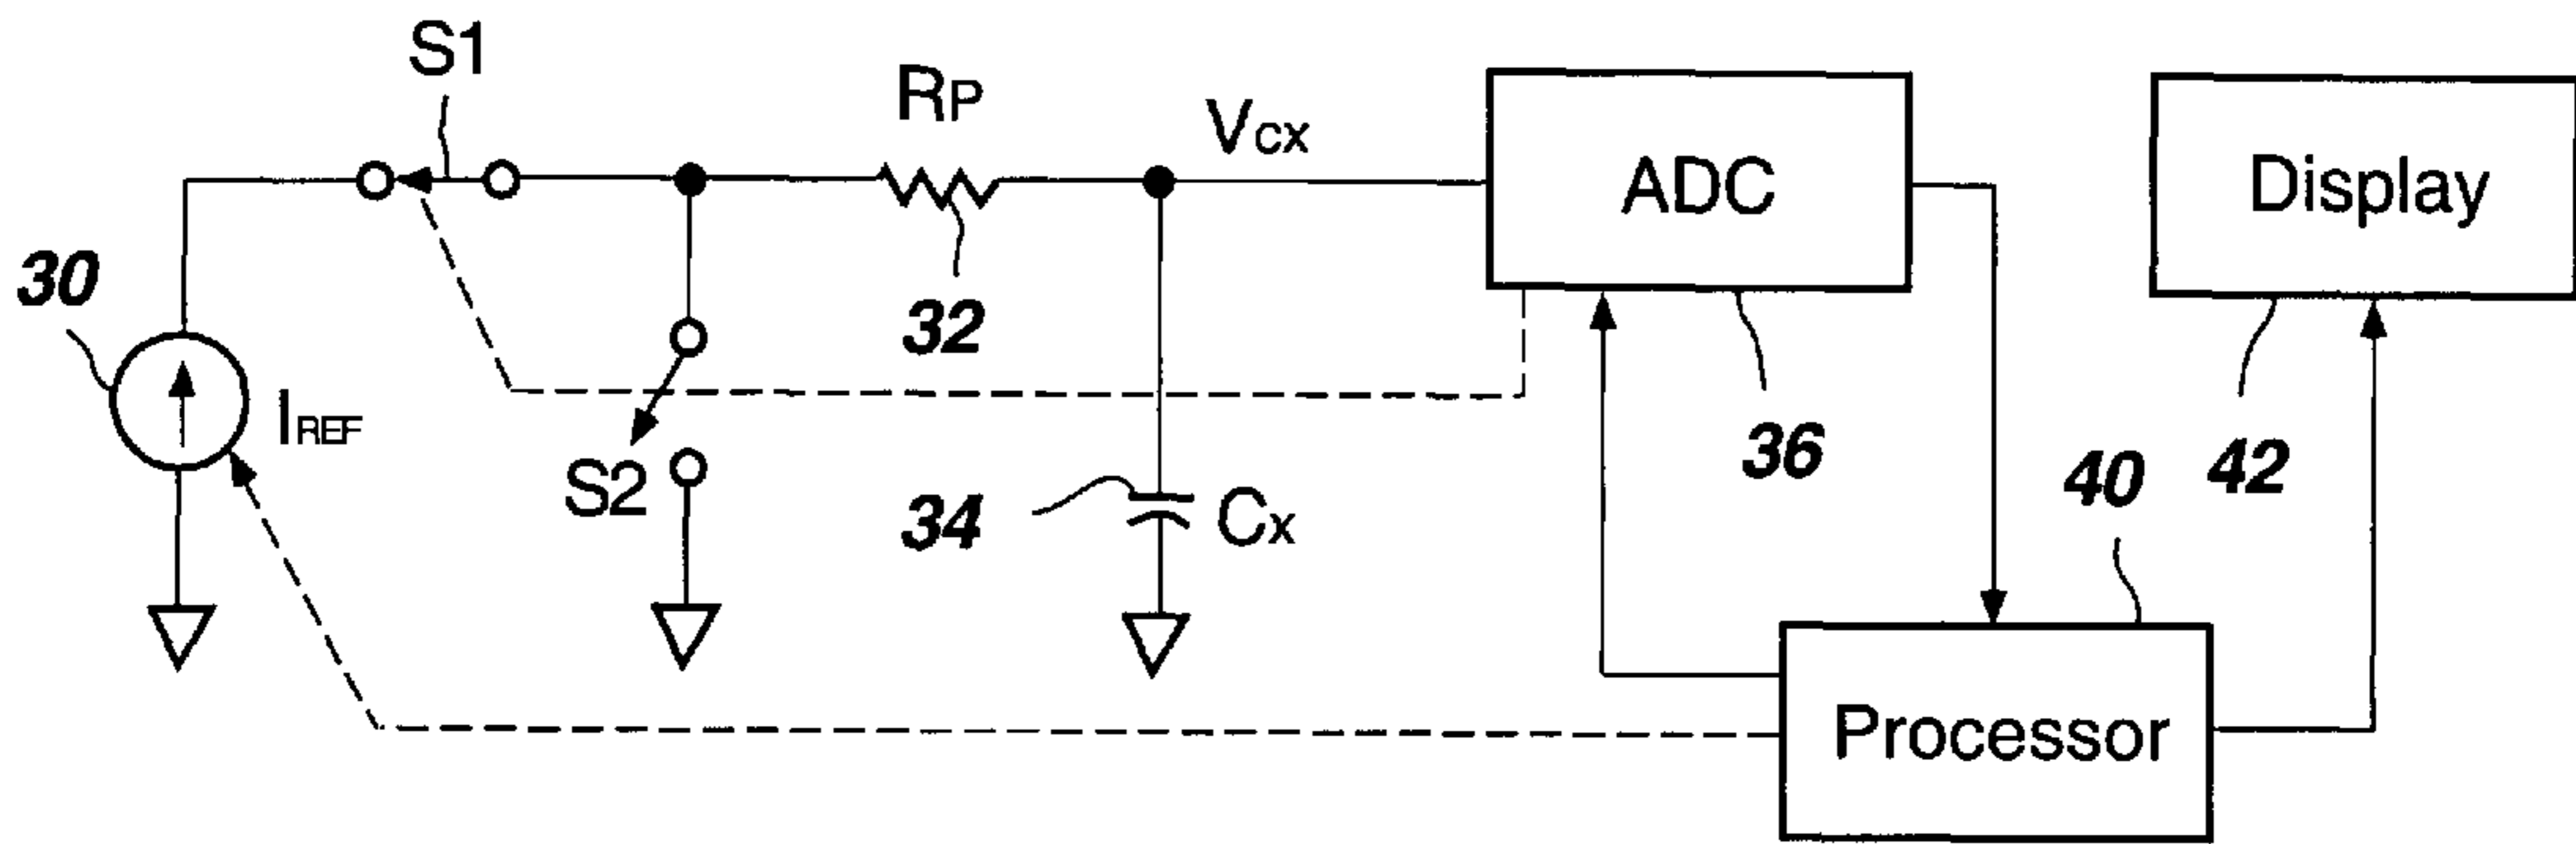 S1
RP
VCX
ADC
Display
30
32
IREF
36
40
42
S2
34
CX
Processor